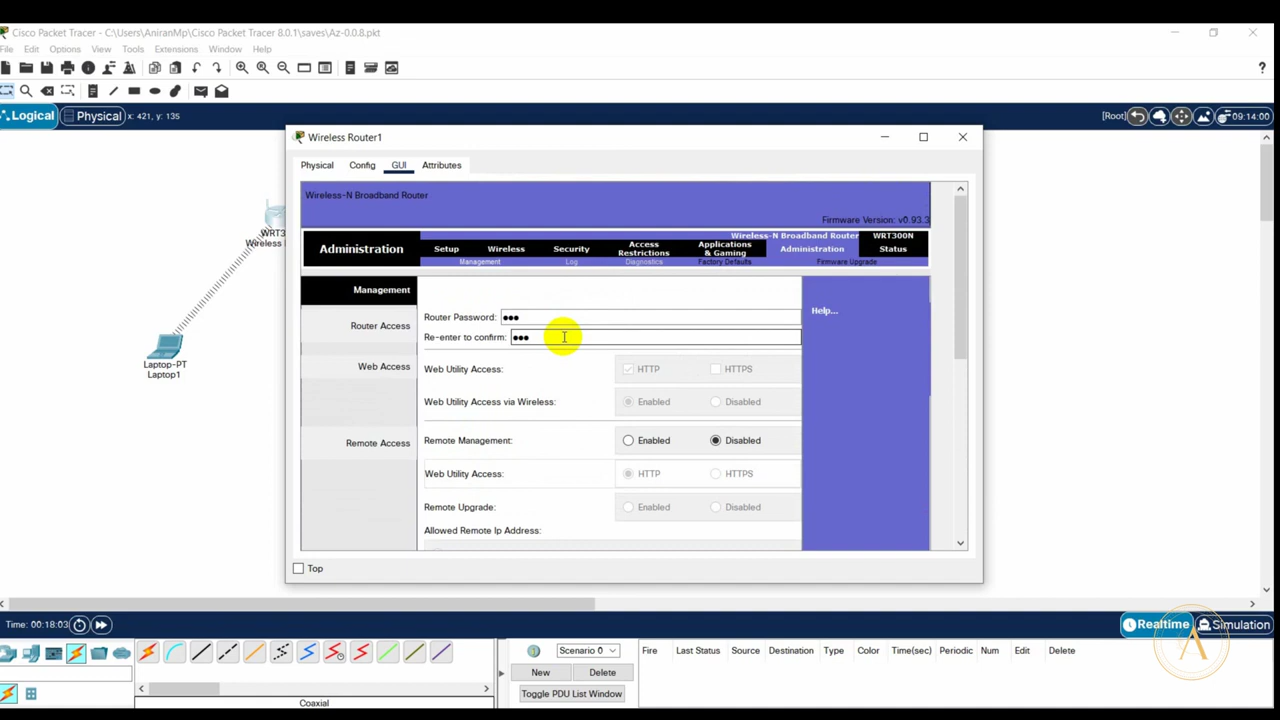 Cisco Packet Tracer - C:\Users\AniranMp\Cisco Packet Tracer 8.0.1\saves\Az-0.0.8.pkt
File Edit Options View Tools Extensions Window Help
Logical Physical x: 421, y: 135 [Root] 09:14:00
Wireless Router1
Physical Config GUI Attributes
Wireless-N Broadband Router
Firmware Version: v0.93.3
Wireless-N Broadband Router WRT300N
Administration Setup Wireless Security Access Restrictions Applications & Gaming Administration Status
Management Log Diagnostics Factory Defaults Firmware Upgrade
Management
Help...
Router Password: ●●●
Router Access
Re-enter to confirm: ●●●
Web Access
Web Utility Access: HTTP HTTPS
Web Utility Access via Wireless: Enabled Disabled
Remote Access
Remote Management: Enabled Disabled
Web Utility Access: HTTP HTTPS
Remote Upgrade: Enabled Disabled
Allowed Remote Ip Address:
Top
WRT3
Wireless
Laptop-PT
Laptop1
Time: 00:18:03
Realtime Simulation
Scenario 0
New Delete
Toggle PDU List Window
Fire Last Status Source Destination Type Color Time(sec) Periodic Num Edit Delete
Coaxial
A